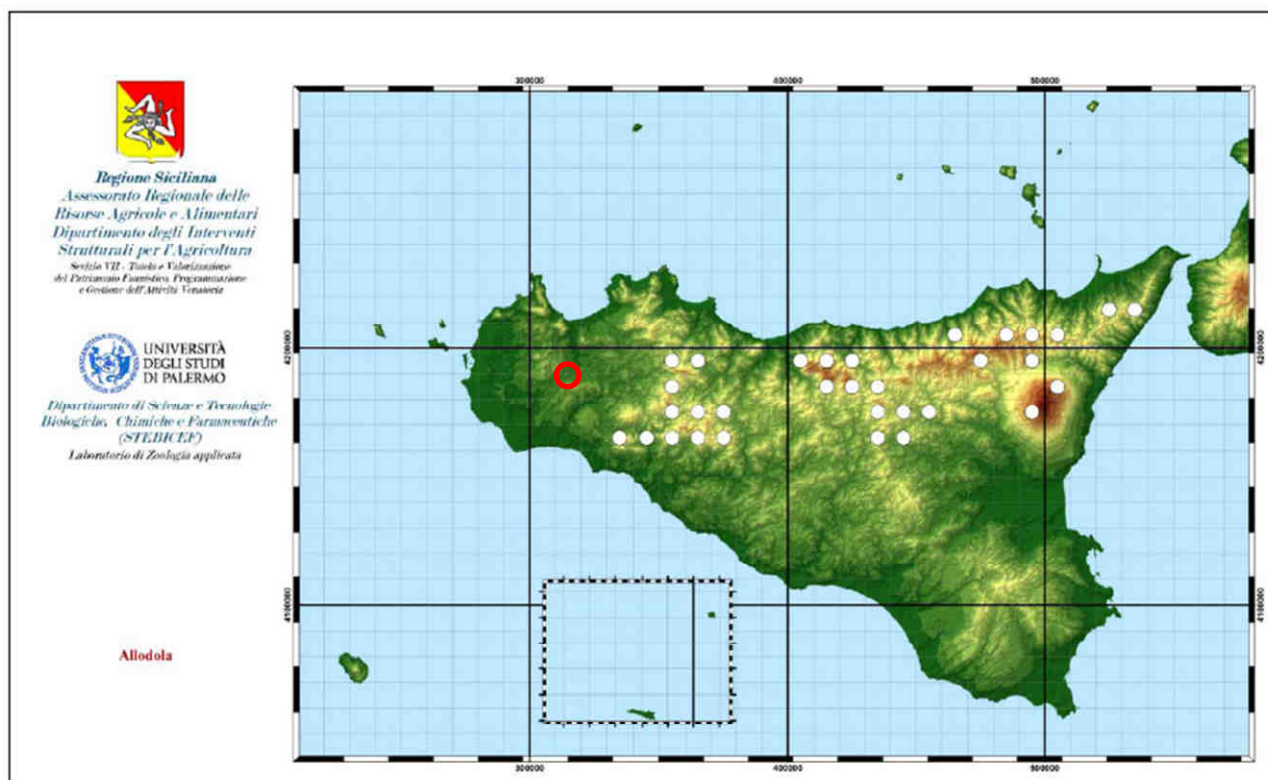 Regione Siciliana
Assessorato Regionale delle
Risorse Agricole e Alimentari
Dipartimento degli Interventi
Strutturali per l'Agricoltura
Servizio VII - Tutela e Valorizzazione
del Patrimonio Faunistico, Programmazione
e Gestione dell'Attività Venatoria
UNIVERSITÀ
DEGLI STUDI
DI PALERMO
Dipartimento di Scienze e Tecnologie
Biologiche, Chimiche e Farmaceutiche
(STEBICEF)
Laboratorio di Zoologia applicata
Allodola
300000
400000
500000
4200000
4200000
4100000
4100000
300000
400000
500000